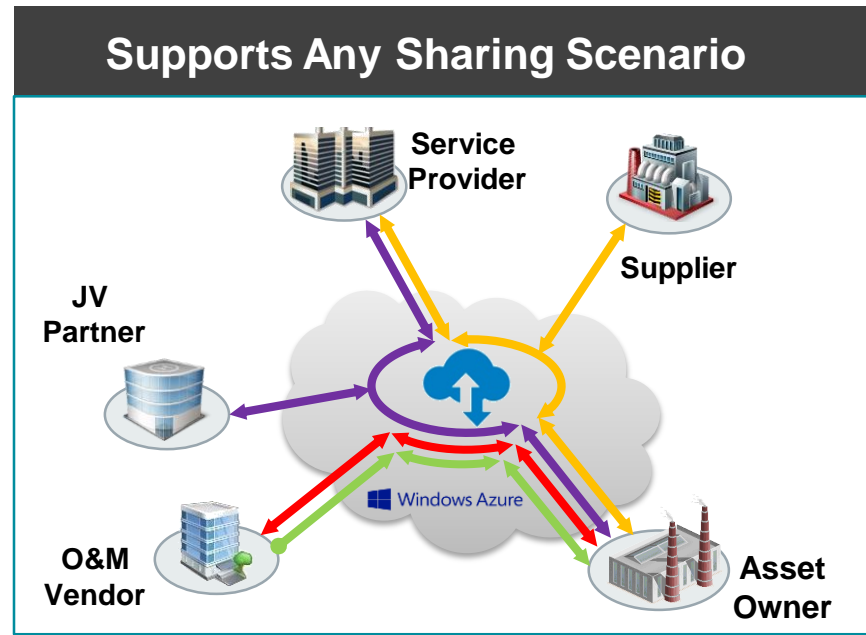 Supports Any Sharing Scenario
Service
Provider
Supplier
JV
Partner
Windows Azure
O&M
Vendor
Asset
Owner